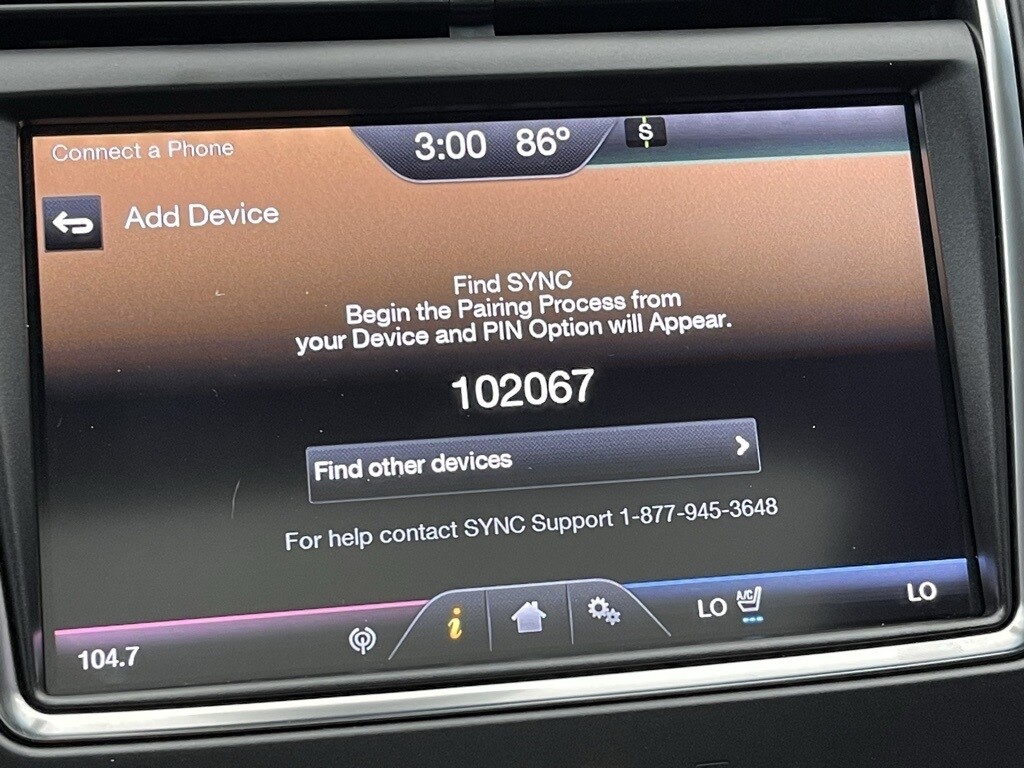 Connect a Phone
3:00 86° S
Add Device
Find SYNC
Begin the Pairing Process from
your Device and PIN Option will Appear.
102067
Find other devices
For help contact SYNC Support 1-877-945-3648
104.7
i
LO A/C LO